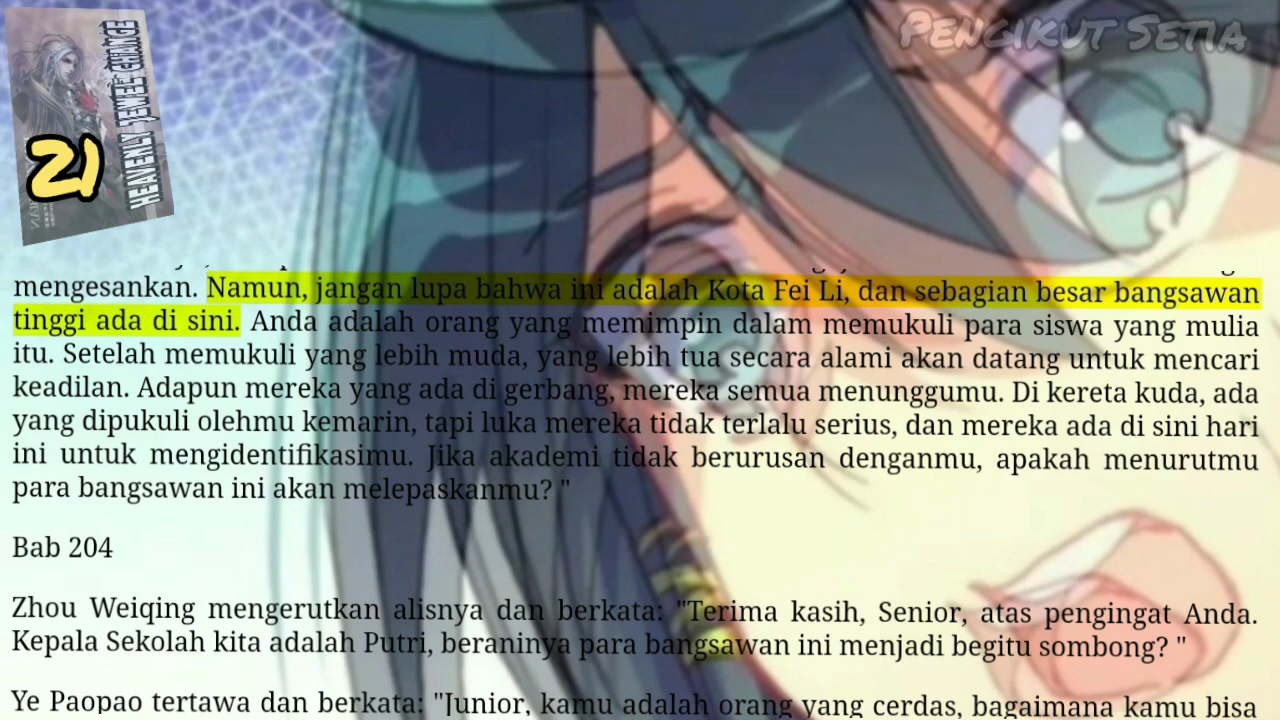 Pengikut Setia
HEAVENLY JEWEL CHANGE
21
mengesankan. Namun, jangan lupa bahwa ini adalah Kota Fei Li, dan sebagian besar bangsawan
tinggi ada di sini. Anda adalah orang yang memimpin dalam memukuli para siswa yang mulia
itu. Setelah memukuli yang lebih muda, yang lebih tua secara alami akan datang untuk mencari
keadilan. Adapun mereka yang ada di gerbang, mereka semua menunggumu. Di kereta kuda, ada
yang dipukuli olehmu kemarin, tapi luka mereka tidak terlalu serius, dan mereka ada di sini hari
ini untuk mengidentifikasimu. Jika akademi tidak berurusan denganmu, apakah menurutmu
para bangsawan ini akan melepaskanmu? "
Bab 204
Zhou Weiqing mengerutkan alisnya dan berkata: "Terima kasih, Senior, atas pengingat Anda.
Kepala Sekolah kita adalah Putri, beraninya para bangsawan ini menjadi begitu sombong? "
Ye Paopao tertawa dan berkata: "Junior, kamu adalah orang yang cerdas, bagaimana kamu bisa